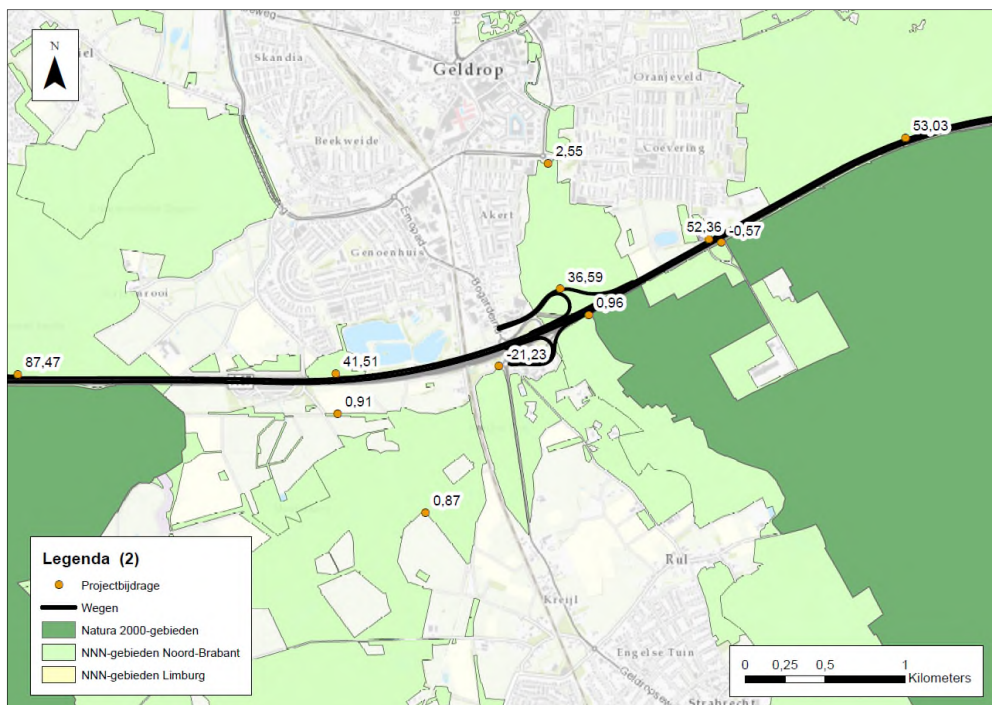 N
Skandia
Geldrop
Oranjeveld
Beekweide
Coevering
53,03
2,55
Akert
Genoenhuis
Bogardeind
52,36
-0,57
36,59
0,96
87,47
41,51
-21,23
0,91
0,87
Rul
Kreijl
Engelse Tuin
Strabrecht
Legenda (2)
Projectbijdrage
Wegen
Natura 2000-gebieden
NNN-gebieden Noord-Brabant
NNN-gebieden Limburg
0 0,25 0,5 1
Kilometers